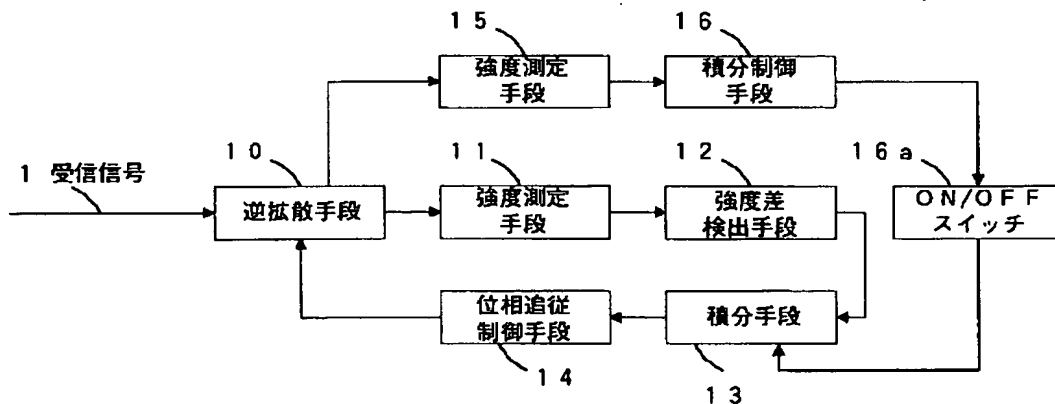 15
16
強度測定
手段
積分制御
手段
1 受信信号
10
11
12
16a
逆拡散手段
強度測定
手段
強度差
検出手段
ON/OFF
スイッチ
位相追従
制御手段
積分手段
14
13